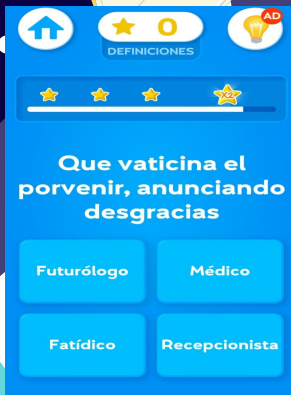 AD
0
DEFINICIONES
X2
Que vaticina el
porvenir, anunciando
desgracias
Futurólogo
Médico
Fatídico
Recepcionista